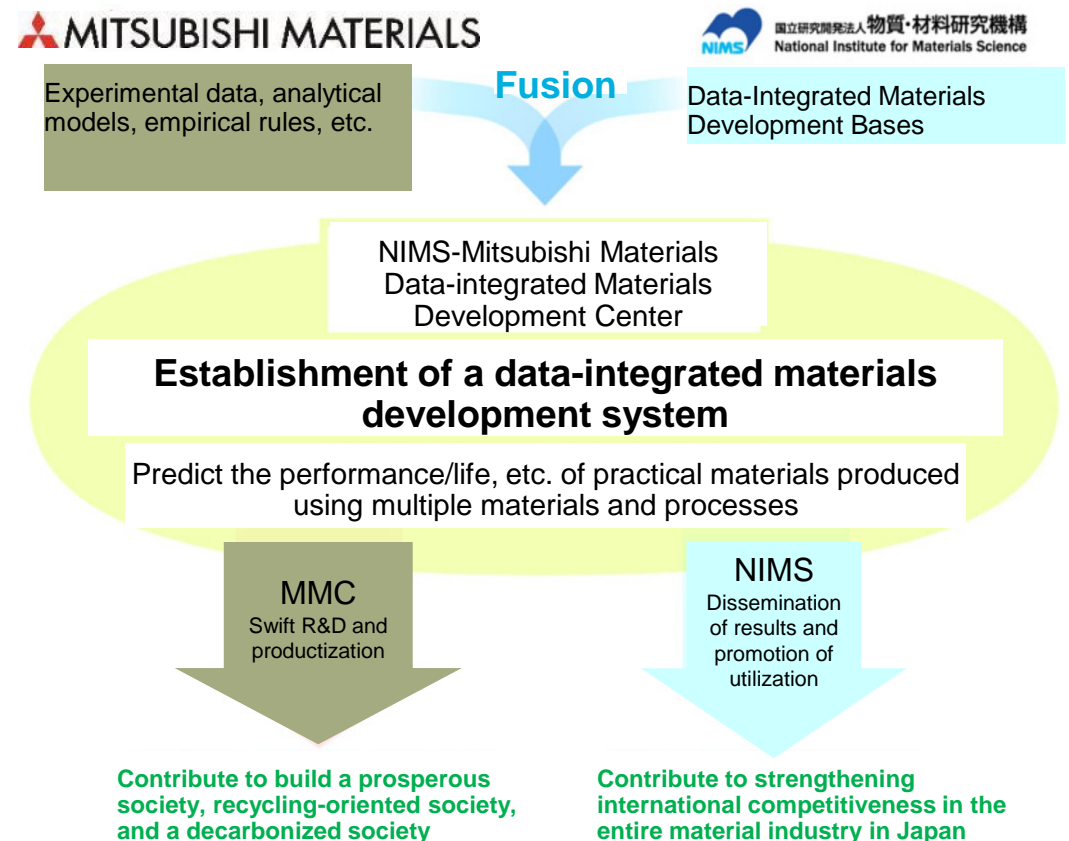 MITSUBISHI MATERIALS
NIMS
国立研究開発法人物質・材料研究機構
National Institute for Materials Science
Experimental data, analytical
models, empirical rules, etc.
Fusion
Data-Integrated Materials
Development Bases
NIMS-Mitsubishi Materials
Data-integrated Materials
Development Center
Establishment of a data-integrated materials
development system
Predict the performance/life, etc. of practical materials produced
using multiple materials and processes
MMC
Swift R&D and
productization
NIMS
Dissemination
of results and
promotion of
utilization
Contribute to build a prosperous
society, recycling-oriented society,
and a decarbonized society
Contribute to strengthening
international competitiveness in the
entire material industry in Japan